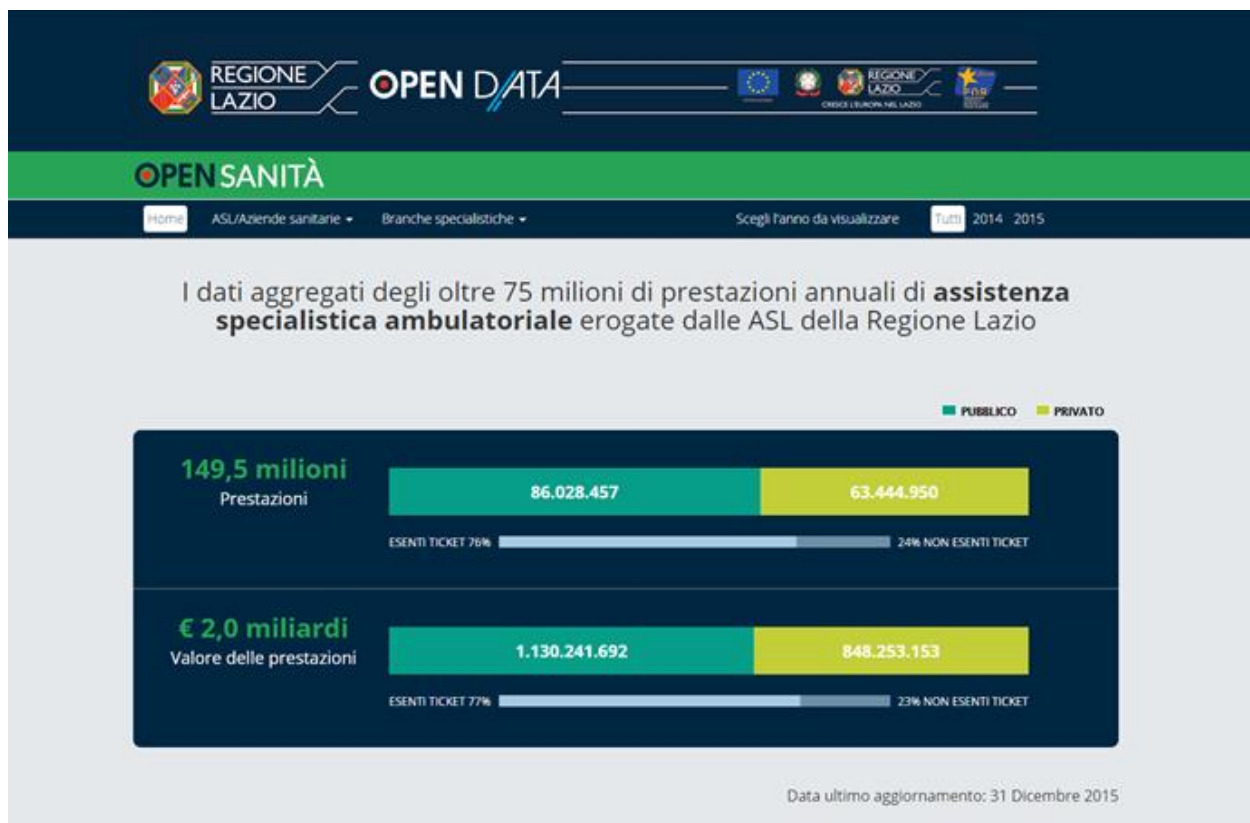 REGIONE
LAZIO
OPEN DATA
REGIONE
LAZIO
CRESCE L'EUROPA NEL LAZIO
OPEN SANITÀ
Home ASL/Aziende sanitarie Branche specialistiche Scegli l'anno da visualizzare Tutti 2014 2015
I dati aggregati degli oltre 75 milioni di prestazioni annuali di assistenza
specialistica ambulatoriale erogate dalle ASL della Regione Lazio
PUBBLICO PRIVATO
149,5 milioni
Prestazioni
86.028.457 63.444.950
ESENTI TICKET 76% 24% NON ESENTI TICKET
€ 2,0 miliardi
Valore delle prestazioni
1.130.241.692 848.253.153
ESENTI TICKET 77% 23% NON ESENTI TICKET
Data ultimo aggiornamento: 31 Dicembre 2015